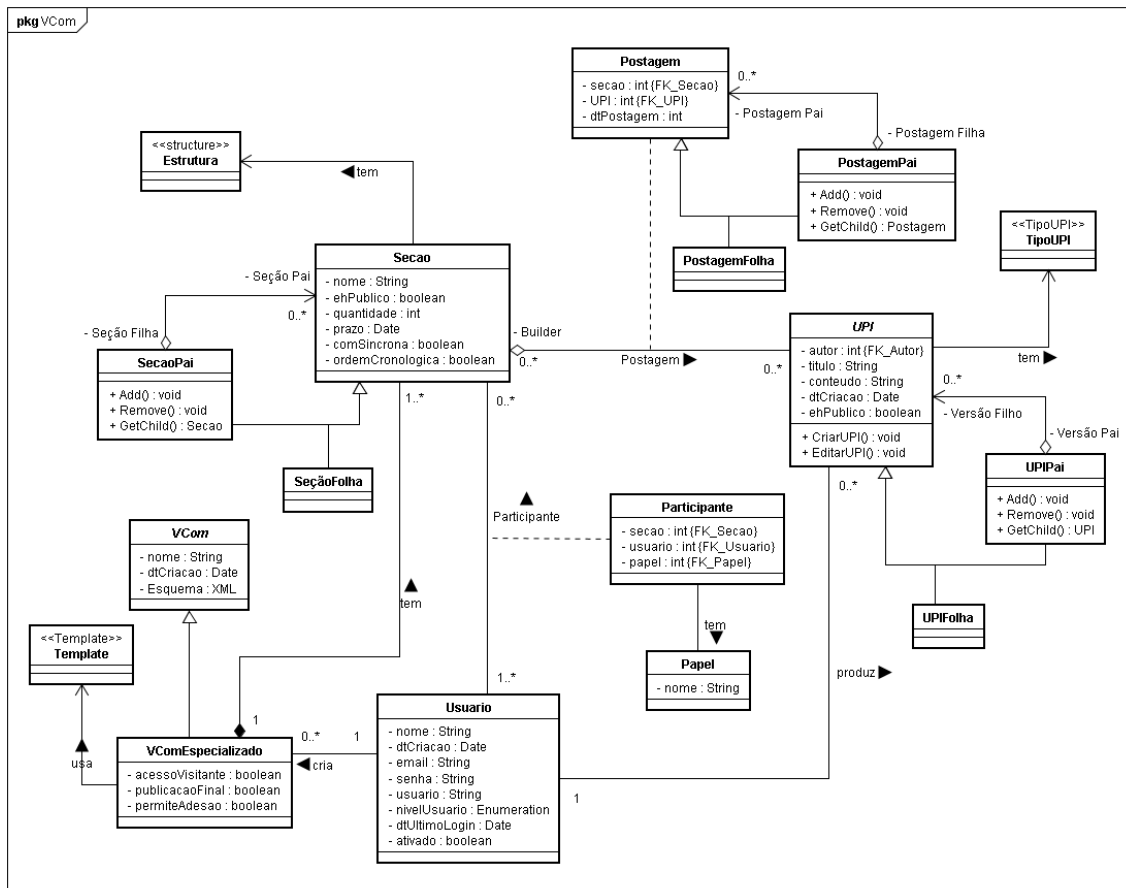 pkg VCom
Postagem
- secao : int {FK_Secao}
- UPI : int {FK_UPI}
- dtPostagem : int
0..*
- Postagem Pai
- Postagem Filha
PostagemPai
+ Add() : void
+ Remove() : void
+ GetChild() : Postagem
PostagemFolha
<<structure>>
Estrutura
◄ tem
<<TipoUPI>>
TipoUPI
tem ►
Secao
- nome : String
- ehPublico : boolean
- quantidade : int
- prazo : Date
- comSincrona : boolean
- ordemCronologica : boolean
- Seção Pai
0..*
- Seção Filha
SecaoPai
+ Add() : void
+ Remove() : void
+ GetChild() : Secao
SeçãoFolha
- Builder
0..*
Postagem ►
0..*
UPI
- autor : int {FK_Autor}
- titulo : String
- conteudo : String
- dtCriacao : Date
- ehPublico : boolean
+ CriarUPI() : void
+ EditarUPI() : void
0..*
- Versão Filho
- Versão Pai
UPIPai
+ Add() : void
+ Remove() : void
+ GetChild() : UPI
UPIFolha
1..*
0..*
0..*
▲
Participante
Participante
- secao : int {FK_Secao}
- usuario : int {FK_Usuario}
- papel : int {FK_Papel}
tem
▼
Papel
- nome : String
VCom
- nome : String
- dtCriacao : Date
- Esquema : XML
▲
tem
<<Template>>
Template
▲
usa
1
VComEspecializado
- acessoVisitante : boolean
- publicacaoFinal : boolean
- permiteAdesao : boolean
0..*
1
◄ cria
1..*
Usuario
- nome : String
- dtCriacao : Date
- email : String
- senha : String
- usuario : String
- nivelUsuario : Enumeration
- dtUltimoLogin : Date
- ativado : boolean
produz ►
1